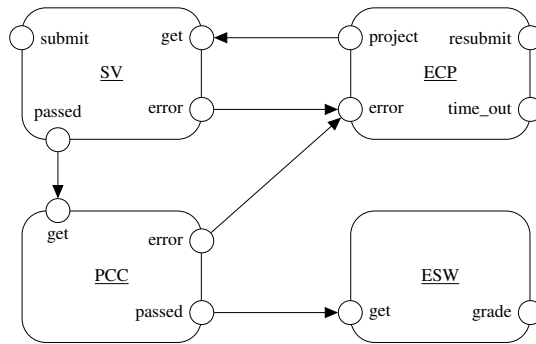 submit
get
SV
error
passed
project
resubmit
ECP
error
time_out
get
error
PCC
passed
ESW
get
grade